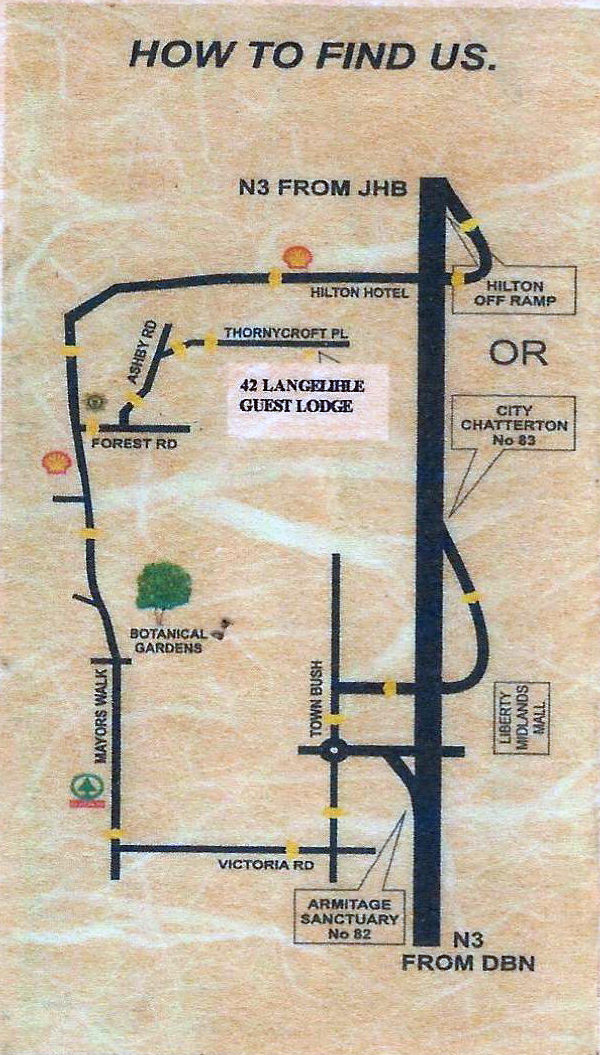 HOW TO FIND US.
N3 FROM JHB
HILTON HOTEL
HILTON
OFF RAMP
OR
THORNYCROFT PL
ASHBY RD
42 LANGELIHLE
GUEST LODGE
CITY
CHATTERTON
No 83
FOREST RD
BOTANICAL
GARDENS
TOWN BUSH
MAYORS WALK
LIBERTY
MIDLANDS
MALL
VICTORIA RD
ARMITAGE
SANCTUARY
No 82
N3
FROM DBN